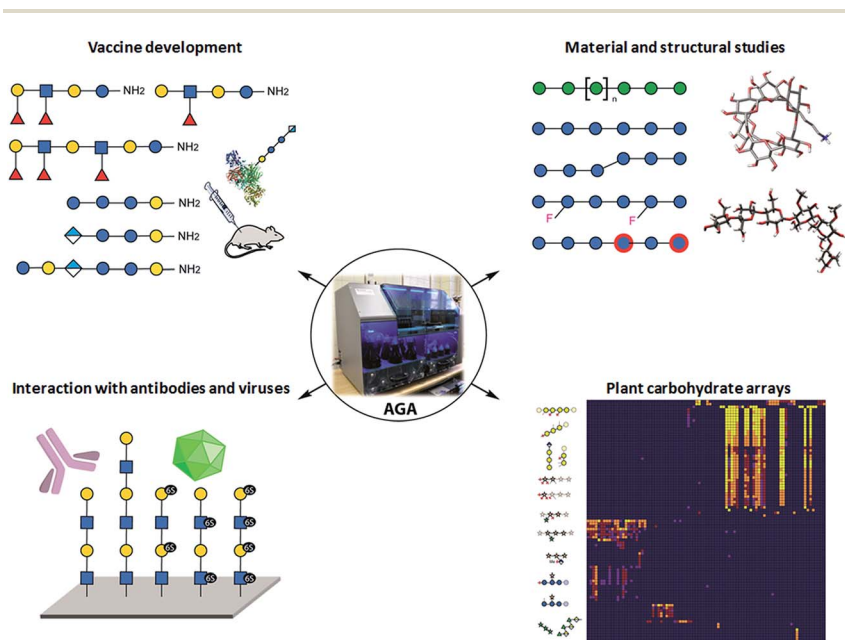 Vaccine development
NH2
NH2
NH2
NH2
NH2
NH2
Material and structural studies
n
F
F
AGA
Interaction with antibodies and viruses
6S
6S
6S
6S
6S
6S
6S
Plant carbohydrate arrays